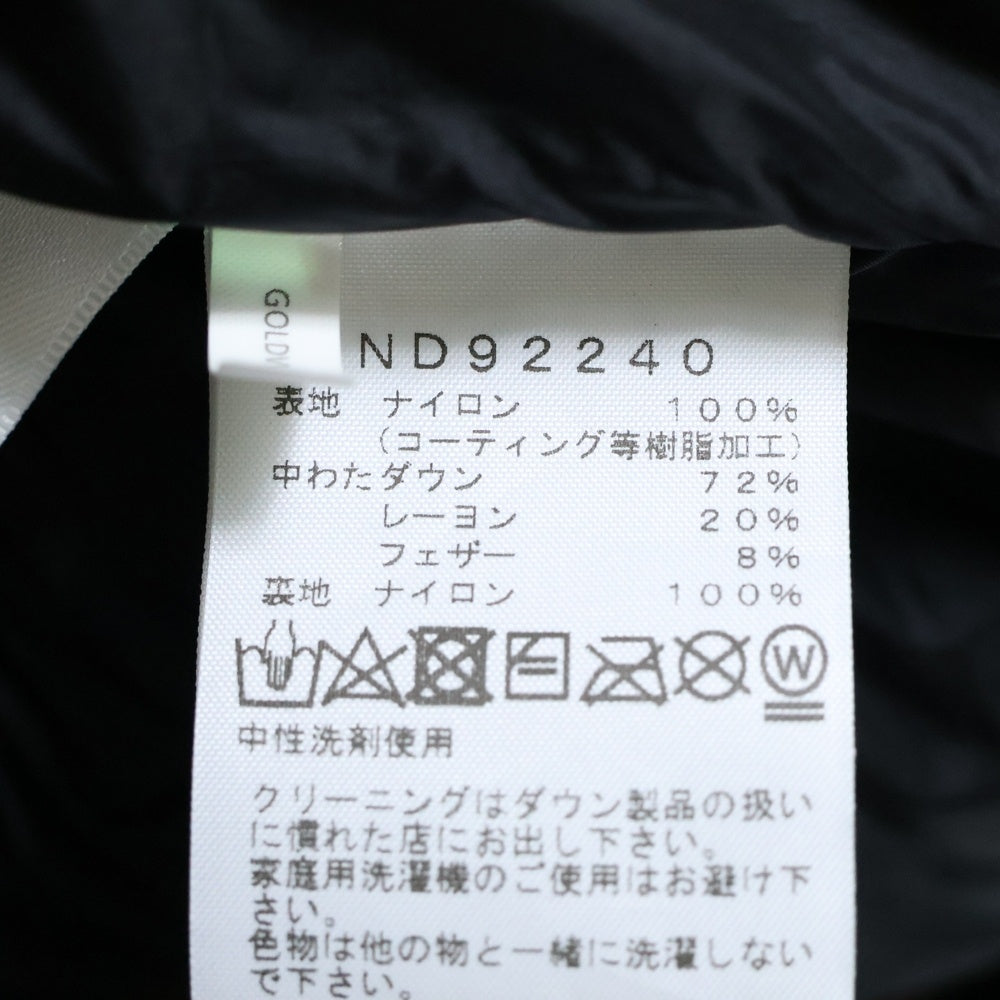 GOLDW
ND92240
表地 ナイロン 100%
(コーティング等樹脂加工)
中わた ダウン 72%
レーヨン 20%
フェザー 8%
裏地 ナイロン 100%
W
中性洗剤使用
クリーニングはダウン製品の扱い
に慣れた店にお出し下さい。
家庭用洗濯機のご使用はお避け下
さい。
色物は他の物と一緒に洗濯しない
で下さい。